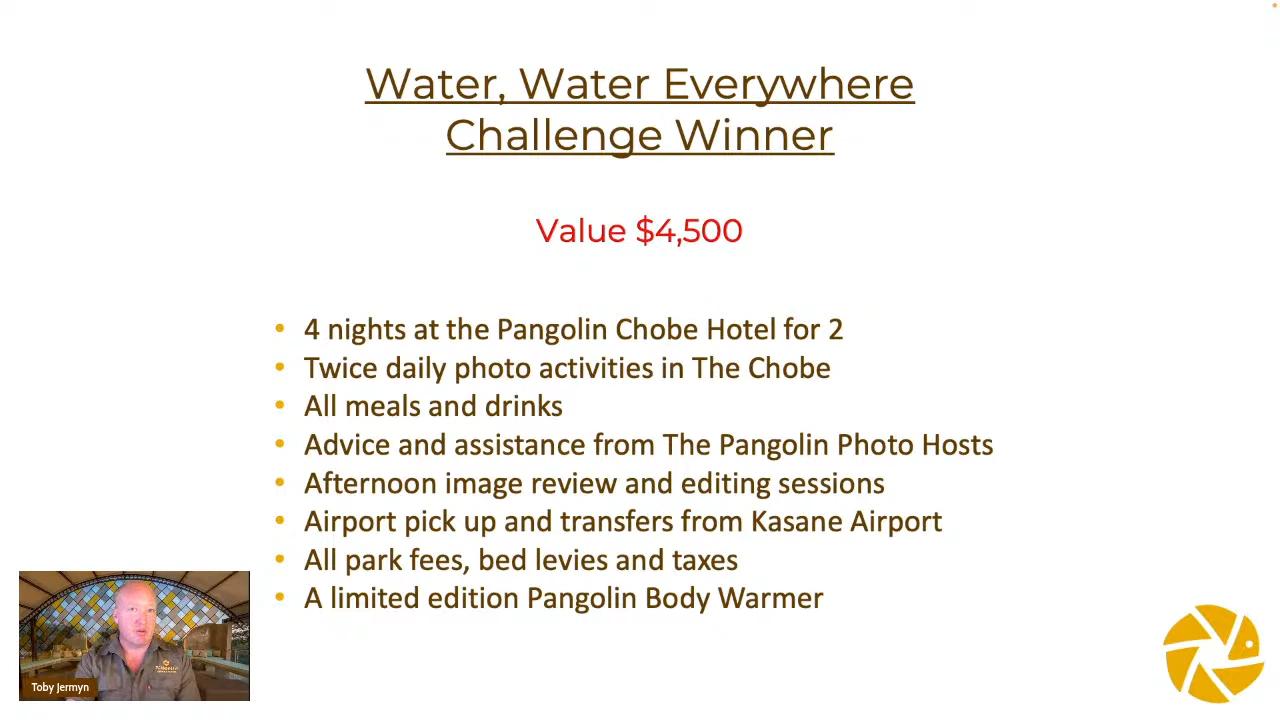 Water, Water Everywhere
Challenge Winner
Value $4,500
• 4 nights at the Pangolin Chobe Hotel for 2
• Twice daily photo activities in The Chobe
• All meals and drinks
• Advice and assistance from The Pangolin Photo Hosts
• Afternoon image review and editing sessions
• Airport pick up and transfers from Kasane Airport
• All park fees, bed levies and taxes
• A limited edition Pangolin Body Warmer
Toby Jermyn